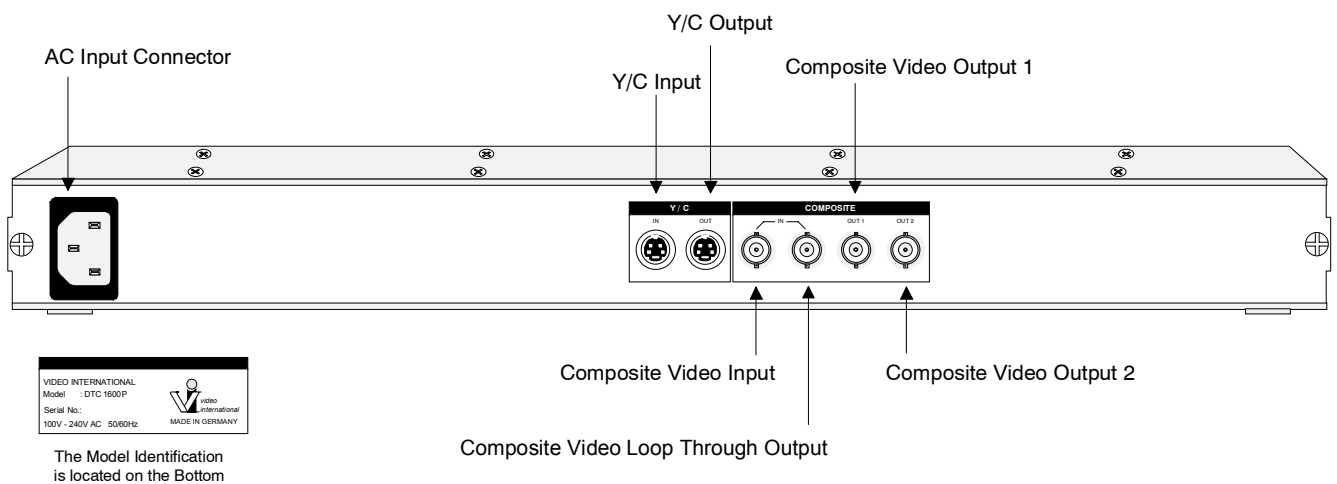 Y/C Output
AC Input Connector
Composite Video Output 1
Y/C Input
Y / C
COMPOSITE
IN
OUT
IN
OUT 1
OUT 2
Composite Video Input
Composite Video Output 2
Composite Video Loop Through Output
VIDEO INTERNATIONAL
Model : DTC 1600P
Serial No.:
100V - 240V AC 50/60Hz
Vi
video
international
MADE IN GERMANY
The Model Identification
is located on the Bottom